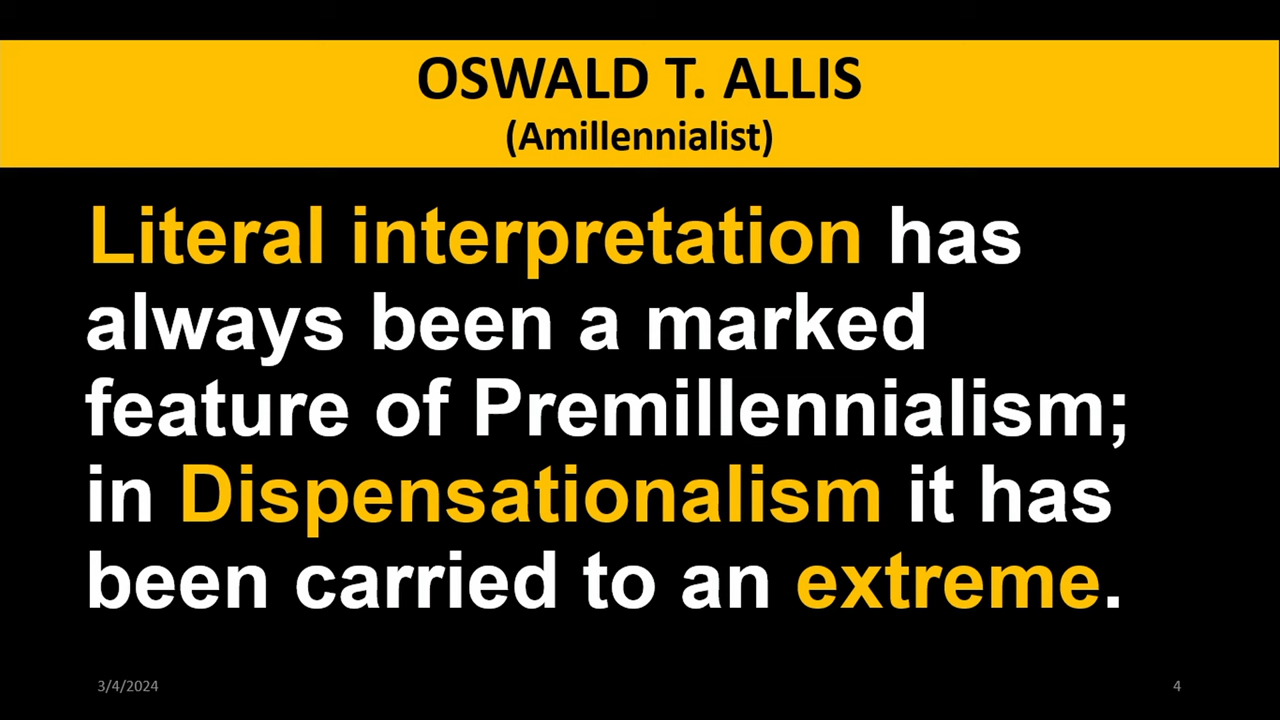 OSWALD T. ALLIS
(Amillennialist)
Literal interpretation has
always been a marked
feature of Premillennialism;
in Dispensationalism it has
been carried to an extreme.
3/4/2024
4